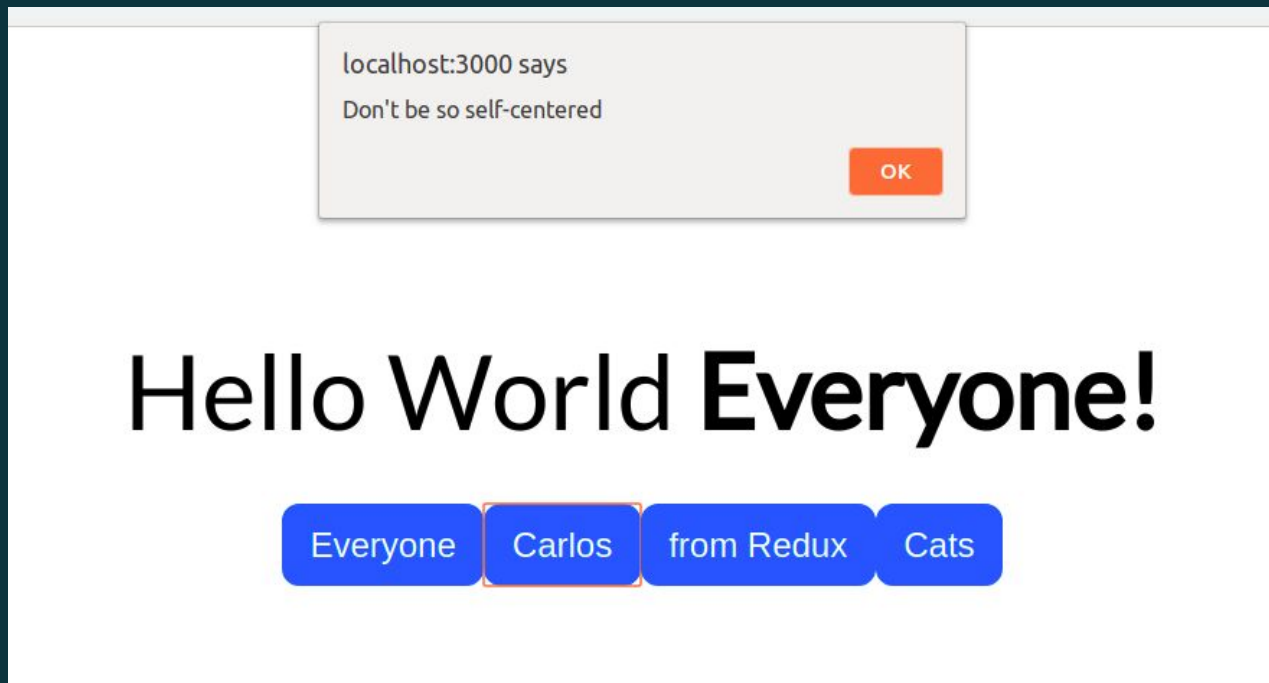 localhost:3000 says
Don't be so self-centered
OK
Hello World Everyone!
Everyone Carlos from Redux Cats